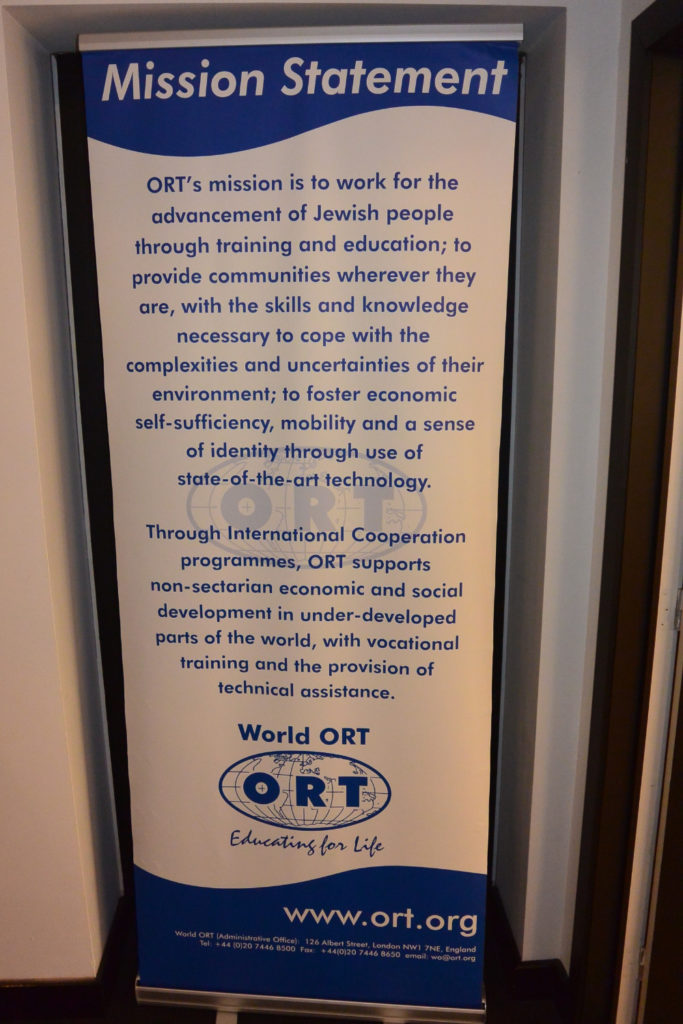 Mission Statement
ORT's mission is to work for the
advancement of Jewish people
through training and education; to
provide communities wherever they
are, with the skills and knowledge
necessary to cope with the
complexities and uncertainties of their
environment; to foster economic
self-sufficiency, mobility and a sense
of identity through use of
state-of-the-art technology.
ORT
Through International Cooperation
programmes, ORT supports
non-sectarian economic and social
development in under-developed
parts of the world, with vocational
training and the provision of
technical assistance.
World ORT
ORT
Educating for Life
www.ort.org
World ORT (Administrative Office): 126 Albert Street, London NW1 7NE, England
Tel: +44 (0)20 7446 8500 Fax: +44(0)20 7446 8650 email: wo@ort.org